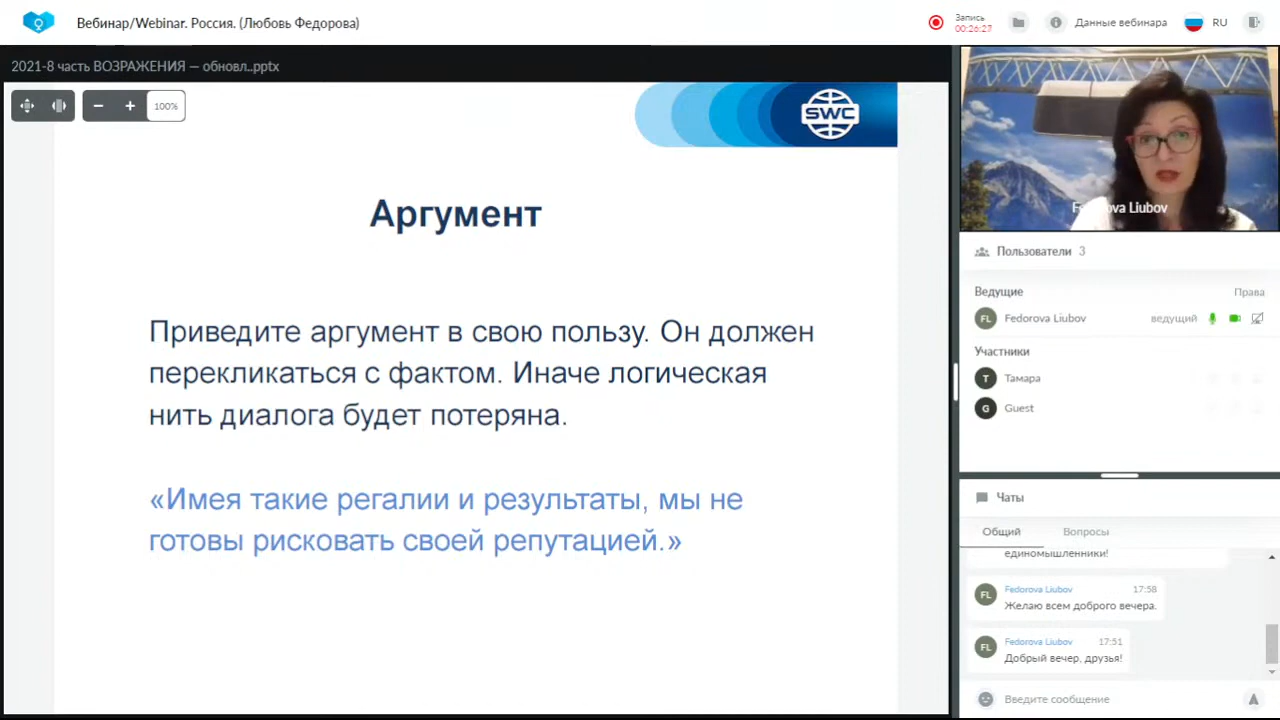 Вебинар/Webinar. Россия. (Любовь Федорова)
Запись
00:26:27
Данные вебинара
RU
2021-8 часть ВОЗРАЖЕНИЯ — обновл..pptx
100%
SWC
Аргумент
Приведите аргумент в свою пользу. Он должен
перекликаться с фактом. Иначе логическая
нить диалога будет потеряна.
«Имея такие регалии и результаты, мы не
готовы рисковать своей репутацией.»
Fedorova Liubov
Пользователи 3
Ведущие Права
FL Fedorova Liubov ведущий
Участники
T Тамара
G Guest
Чаты
Общий Вопросы
единомышленники!
FL Fedorova Liubov 17:58
Желаю всем доброго вечера.
FL Fedorova Liubov 17:51
Добрый вечер, друзья!
Введите сообщение